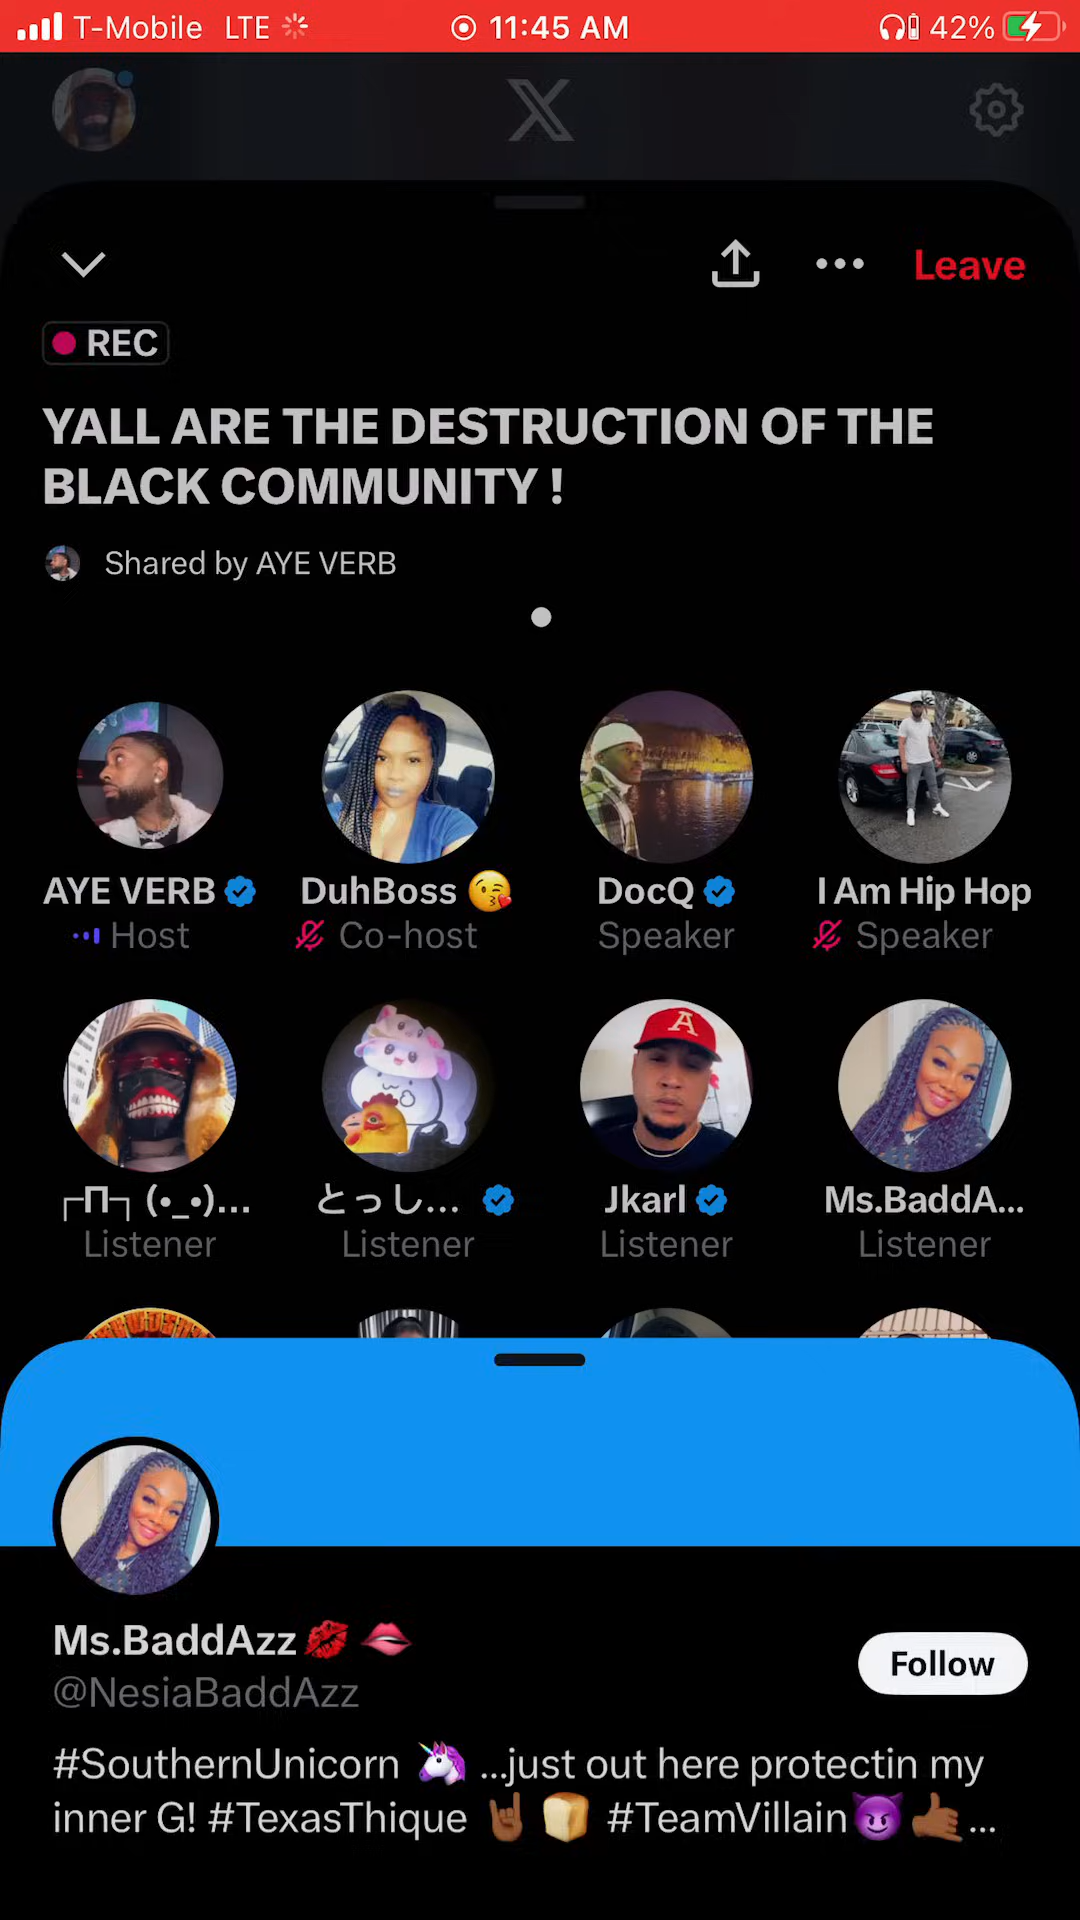 T-Mobile LTE 11:45 AM 42%
X
Leave
REC
YALL ARE THE DESTRUCTION OF THE
BLACK COMMUNITY !
Shared by AYE VERB
AYE VERB DuhBoss 😘 DocQ I Am Hip Hop
Host Co-host Speaker Speaker
┌П┐(•_•)... とっし... Jkarl Ms.BaddA...
Listener Listener Listener Listener
Ms.BaddAzz 💋 🫦
@NesiaBaddAzz
Follow
#SouthernUnicorn 🦄 ...just out here protectin my
inner G! #TexasThique 🤘🏾 🍞 #TeamVillain😈 🤙🏾...